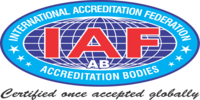 INTERNATIONAL ACCREDITATION FEDERATION
IAF
AB
ACCREDITATION BODIES
Certified once accepted globally